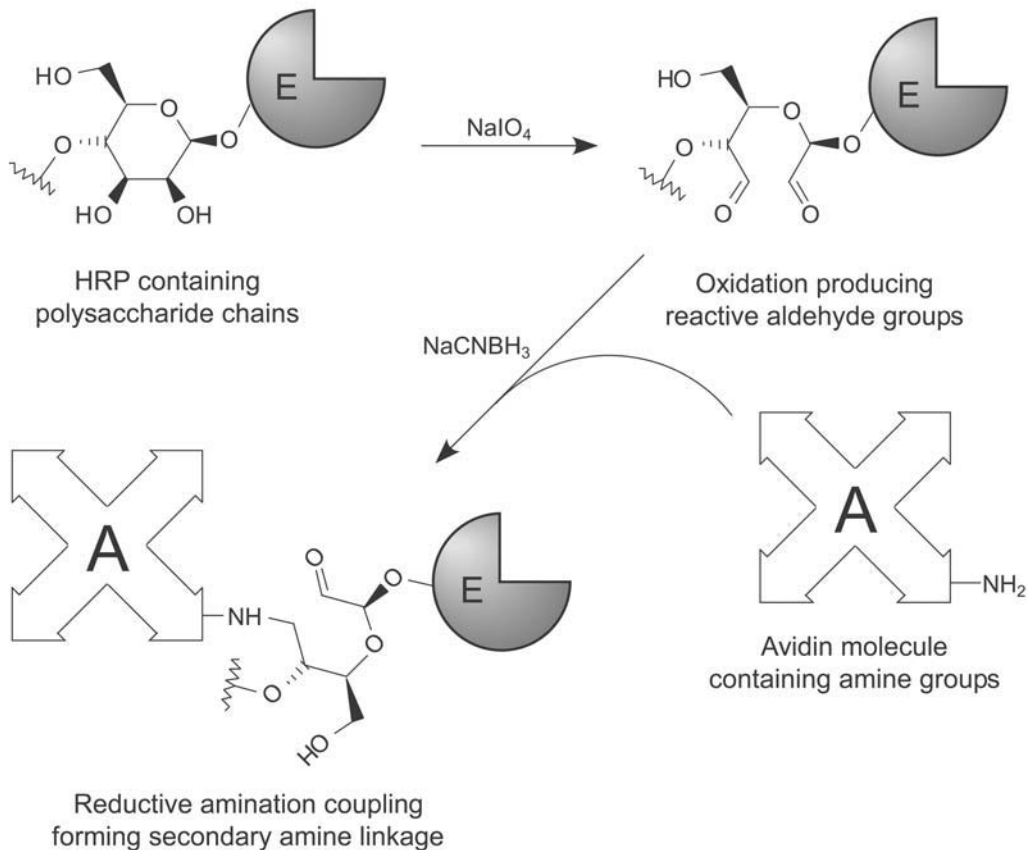 HO
O
O
O
HO
OH
E
NaIO₄
HO
O
O
O
O
O
E
HRP containing
polysaccharide chains
Oxidation producing
reactive aldehyde groups
NaCNBH₃
A
NH
O
O
O
O
HO
E
A
NH₂
Avidin molecule
containing amine groups
Reductive amination coupling
forming secondary amine linkage